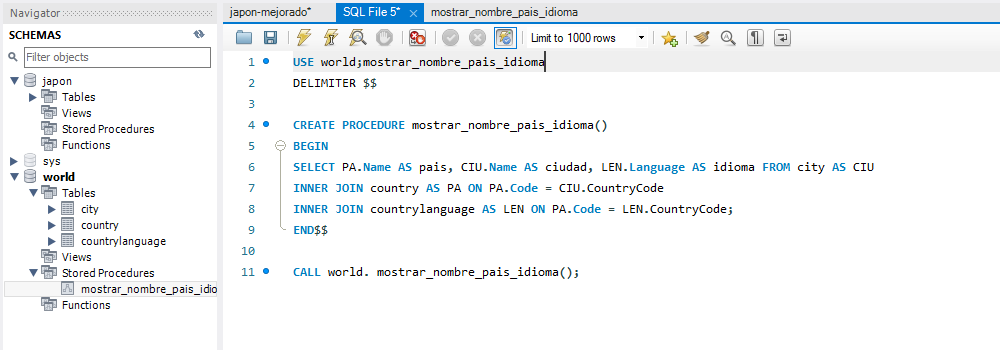 Navigator
SCHEMAS
Filter objects
japon
Tables
Views
Stored Procedures
Functions
sys
world
Tables
city
country
countrylanguage
Views
Stored Procedures
mostrar_nombre_pais_idio
Functions
japon-mejorado*
SQL File 5*
mostrar_nombre_pais_idioma
Limit to 1000 rows
1 USE world;mostrar_nombre_pais_idioma
2 DELIMITER $$
3
4 CREATE PROCEDURE mostrar_nombre_pais_idioma()
5 BEGIN
6 SELECT PA.Name AS pais, CIU.Name AS ciudad, LEN.Language AS idioma FROM city AS CIU
7 INNER JOIN country AS PA ON PA.Code = CIU.CountryCode
8 INNER JOIN countrylanguage AS LEN ON PA.Code = LEN.CountryCode;
9 END$$
10
11 CALL world. mostrar_nombre_pais_idioma();